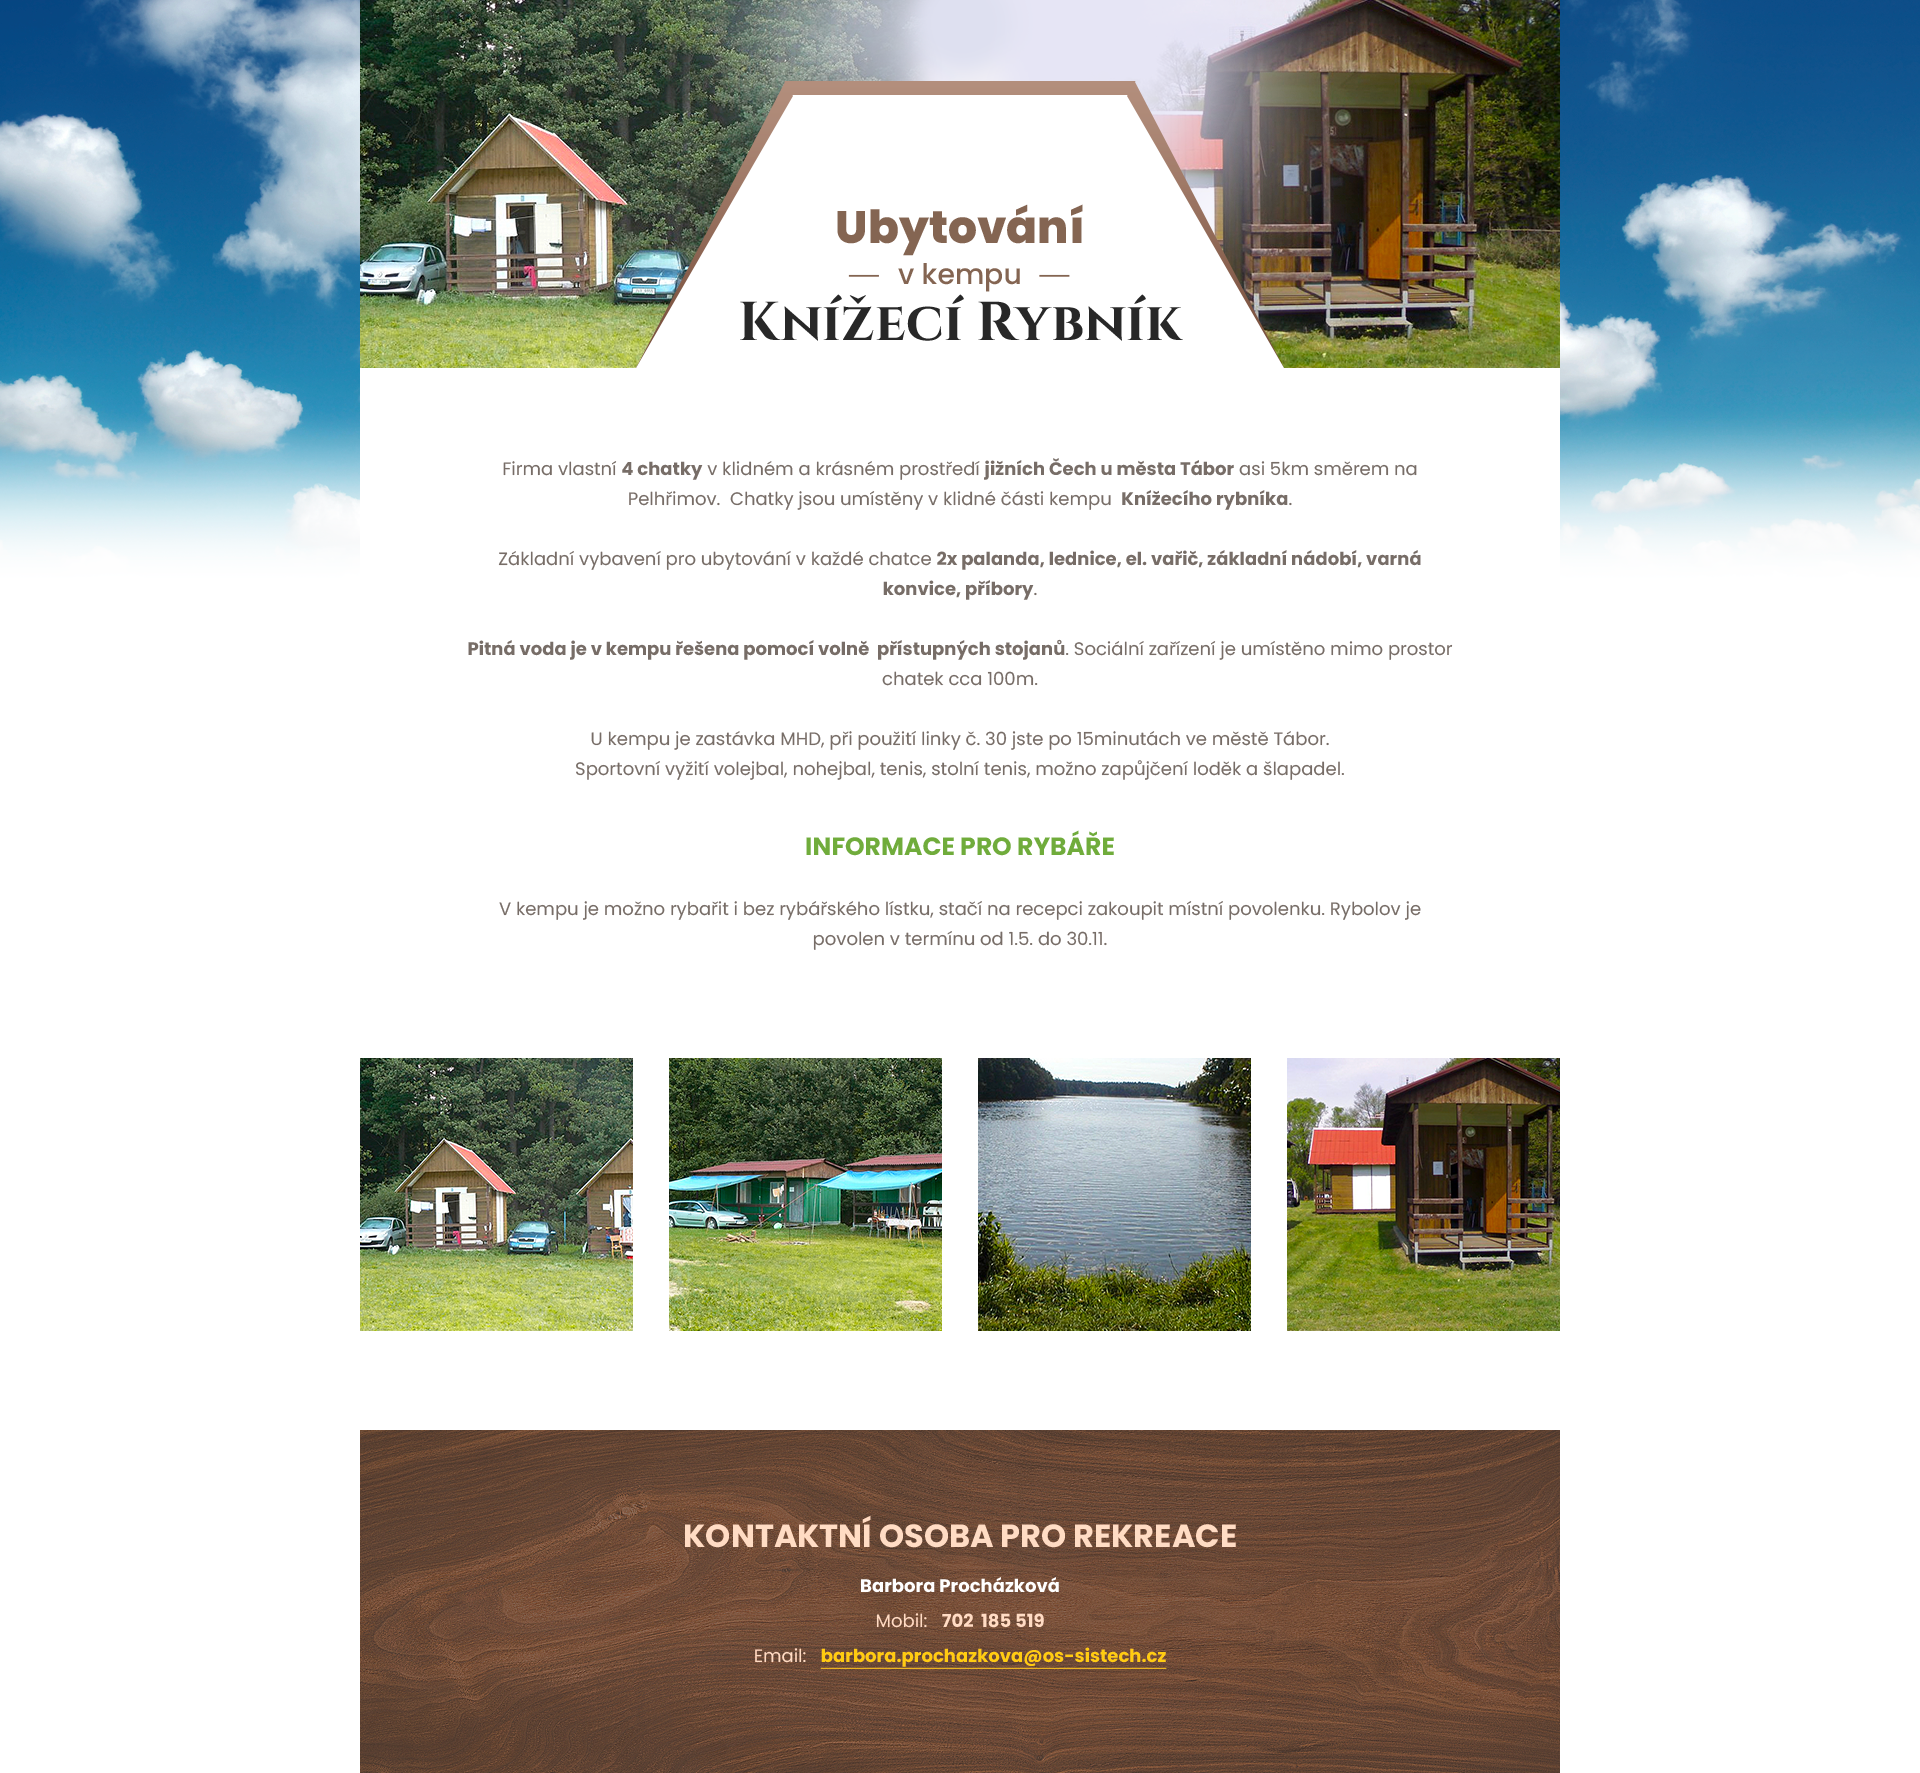 Ubytování
v kempu
Knížecí Rybník
Firma vlastní 4 chatky v klidném a krásném prostředí jižních Čech u města Tábor asi 5km směrem na
Pelhřimov.  Chatky jsou umístěny v klidné části kempu  Knížecího rybníka.
Základní vybavení pro ubytování v každé chatce 2x palanda, lednice, el. vařič, základní nádobí, varná
konvice, příbory.
Pitná voda je v kempu řešena pomocí volně  přístupných stojanů. Sociální zařízení je umístěno mimo prostor
chatek cca 100m.
U kempu je zastávka MHD, při použití linky č. 30 jste po 15minutách ve městě Tábor.
Sportovní vyžití volejbal, nohejbal, tenis, stolní tenis, možno zapůjčení loděk a šlapadel.
INFORMACE PRO RYBÁŘE
V kempu je možno rybařit i bez rybářského lístku, stačí na recepci zakoupit místní povolenku. Rybolov je
povolen v termínu od 1.5. do 30.11.
KONTAKTNÍ OSOBA PRO REKREACE
Barbora Procházková
Mobil:  702 185 519
Email:  barbora.prochazkova@os-sistech.cz